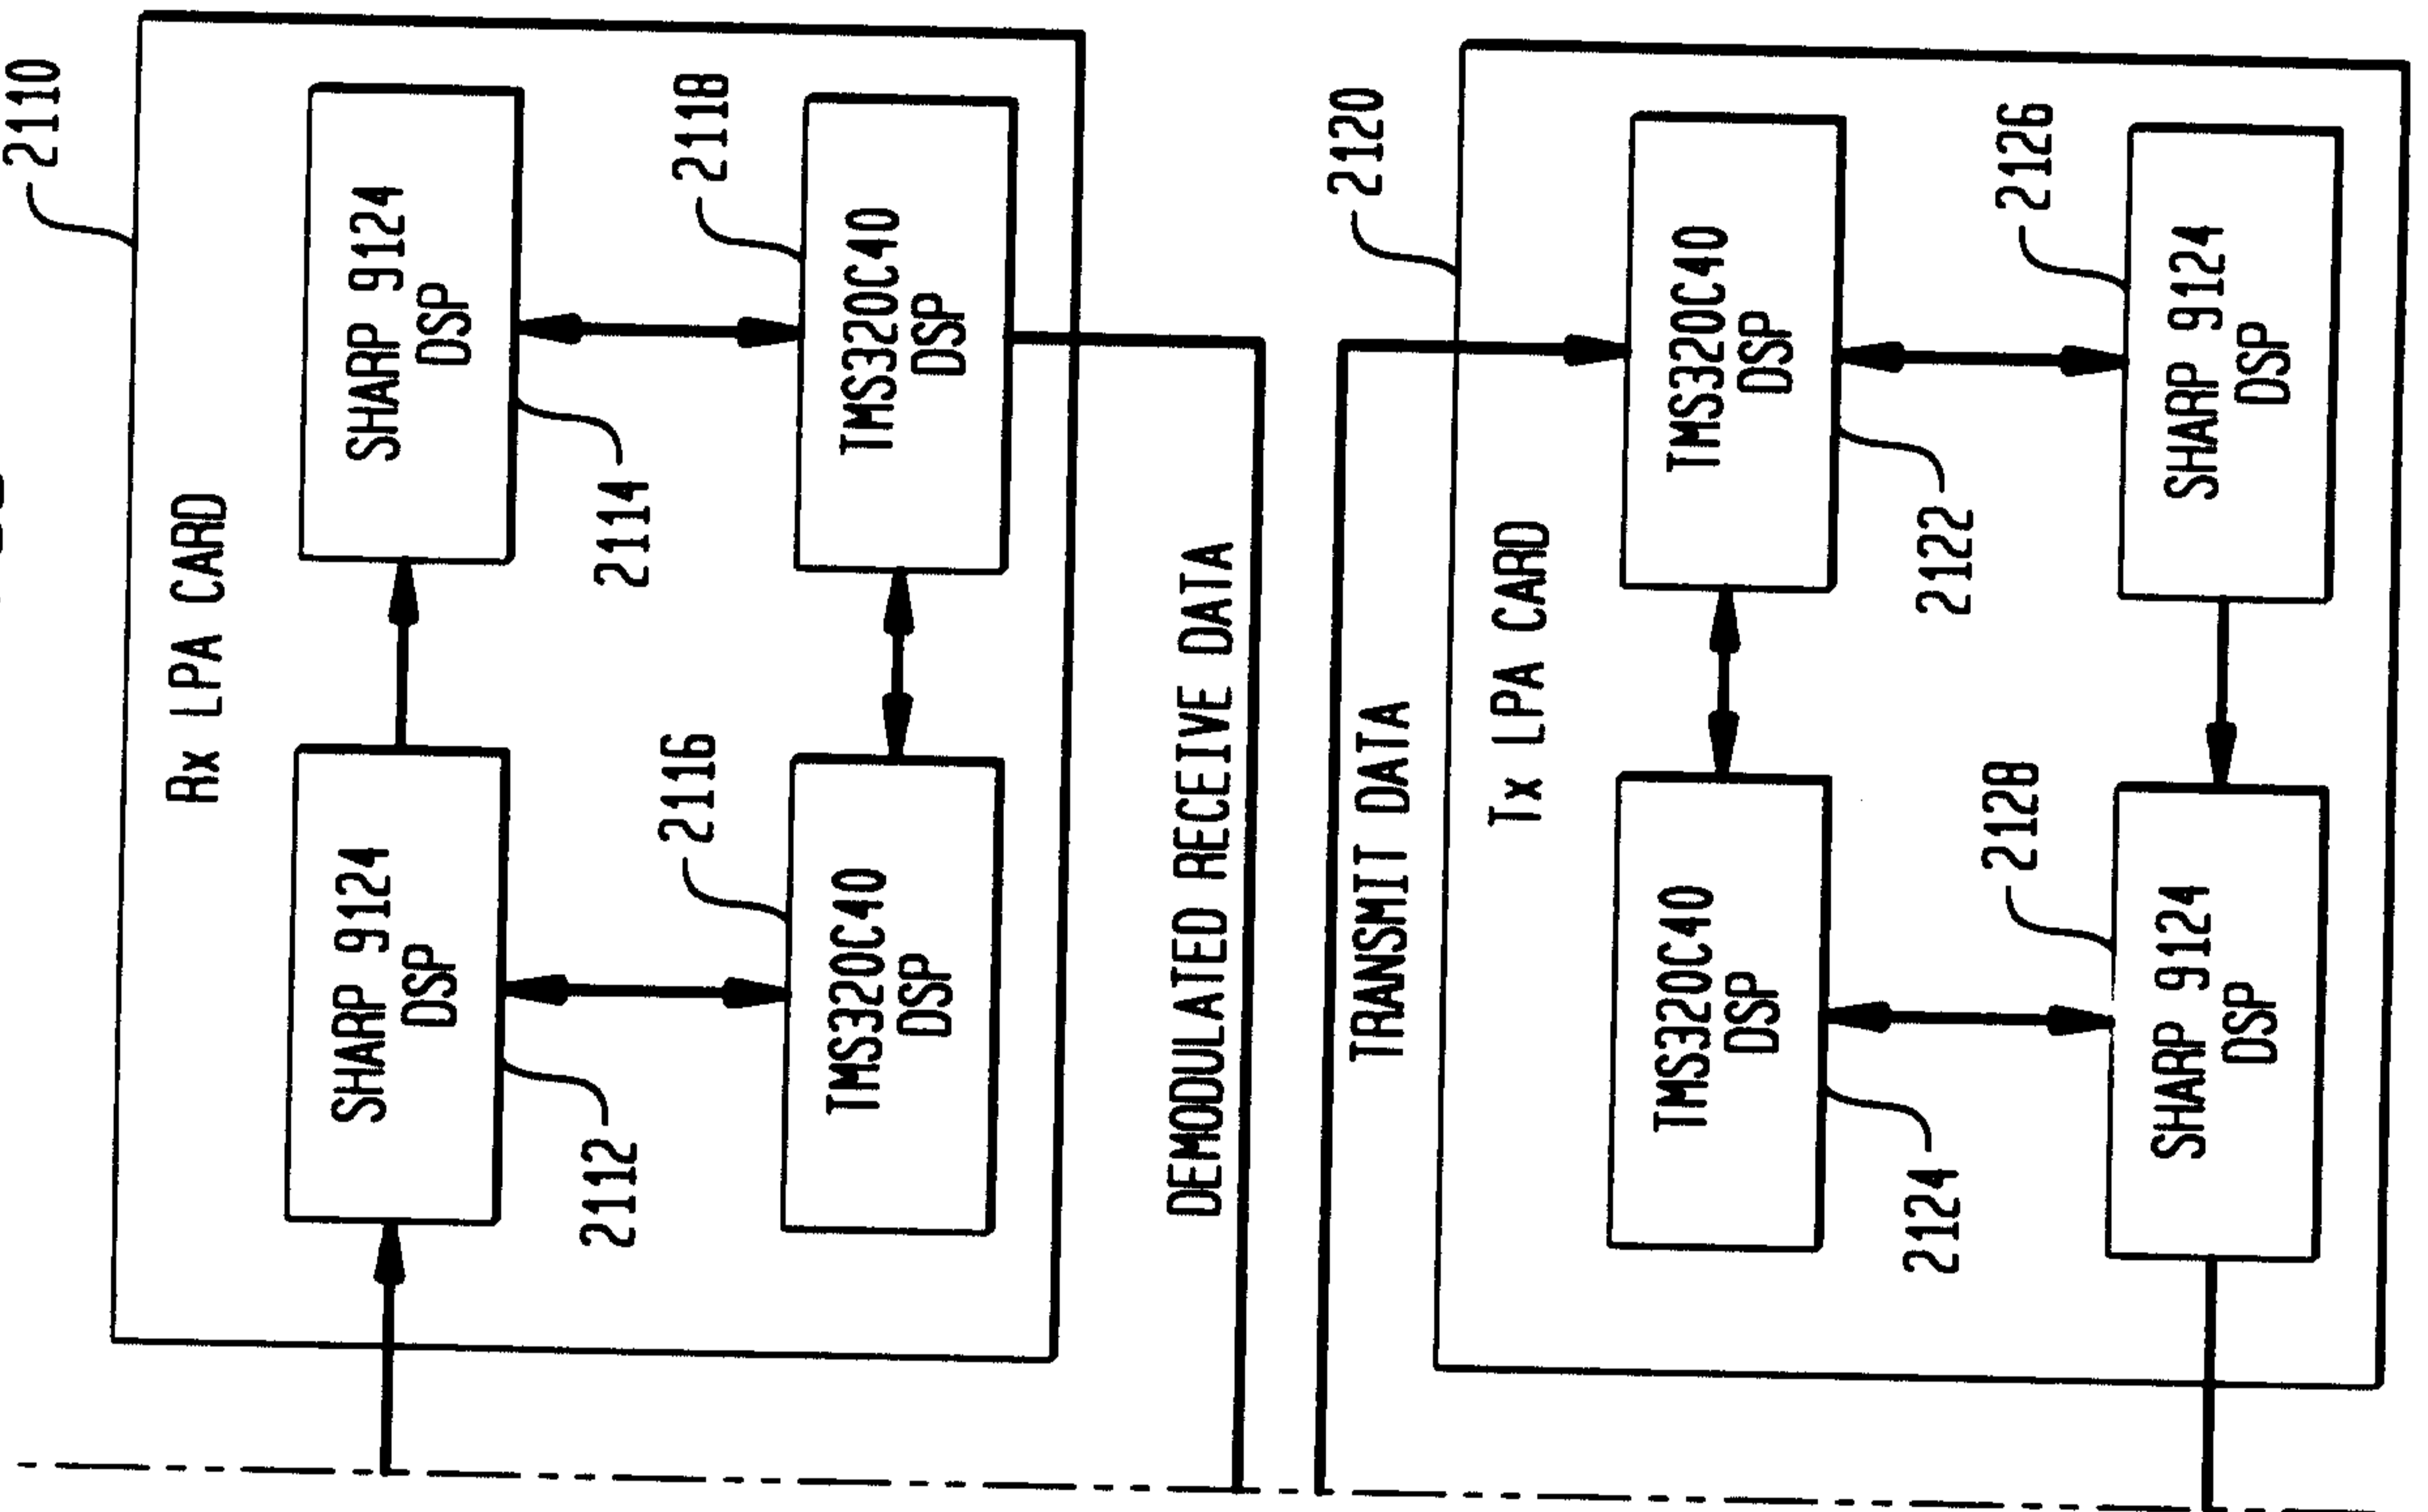 2110
Rx LPA CARD
SHARP 9124
DSP
2112
SHARP 9124
DSP
2114
TMS320C40
DSP
2116
TMS320C40
DSP
2118
DEMODULATED RECEIVE DATA
TRANSMIT DATA
2120
Tx LPA CARD
TMS320C40
DSP
2124
TMS320C40
DSP
2122
SHARP 9124
DSP
2128
SHARP 9124
DSP
2126